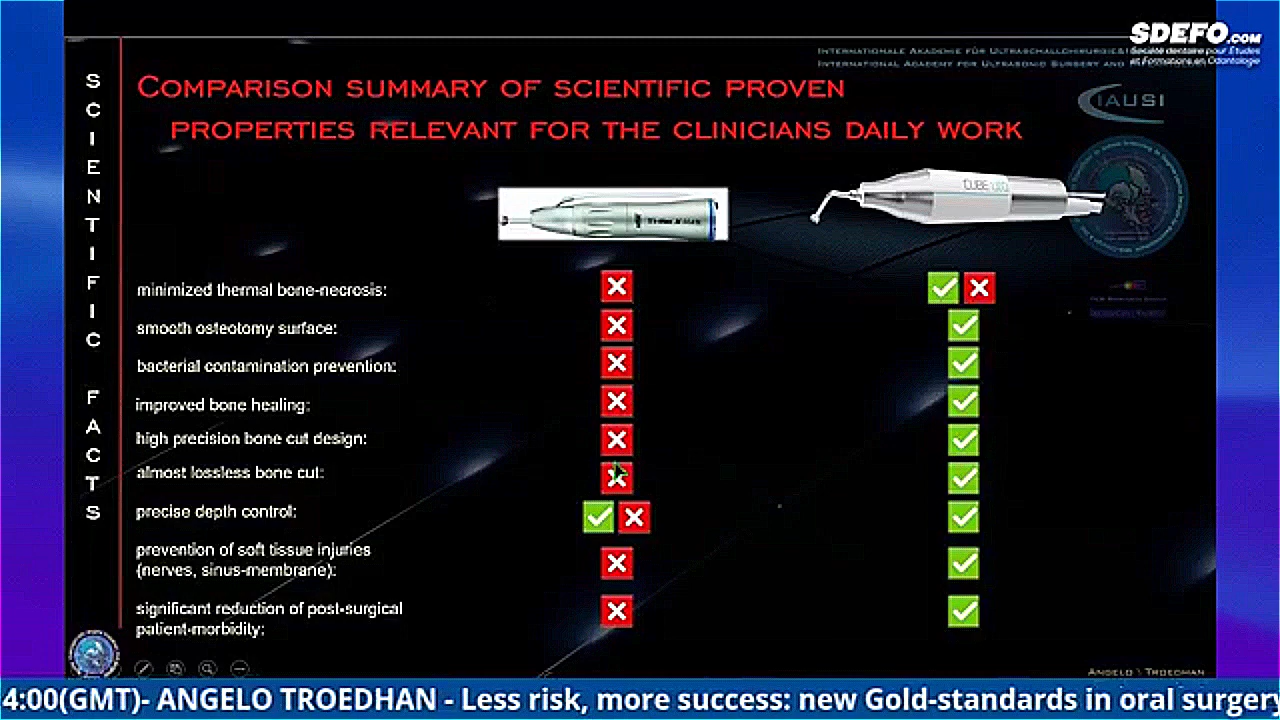 SDEFO.COM
Société dentaire pour Études
et Formations en Odontologie
INTERNATIONALE AKADEMIE FÜR ULTRASCHALLCHIRURGIE
INTERNATIONAL ACADEMY FOR ULTRASONIC SURGERY AND
SCIENTIFIC FACTS
COMPARISON SUMMARY OF SCIENTIFIC PROVEN
PROPERTIES RELEVANT FOR THE CLINICIANS DAILY WORK
IAUSI
CUBE
minimized thermal bone-necrosis:
smooth osteotomy surface:
bacterial contamination prevention:
improved bone healing:
high precision bone cut design:
almost lossless bone cut:
precise depth control:
prevention of soft tissue injuries
(nerves, sinus-membrane):
significant reduction of post-surgical
patient-morbidity:
ANGELO TROEDHAN
4:00(GMT)- ANGELO TROEDHAN - Less risk, more success: new Gold-standards in oral surgery